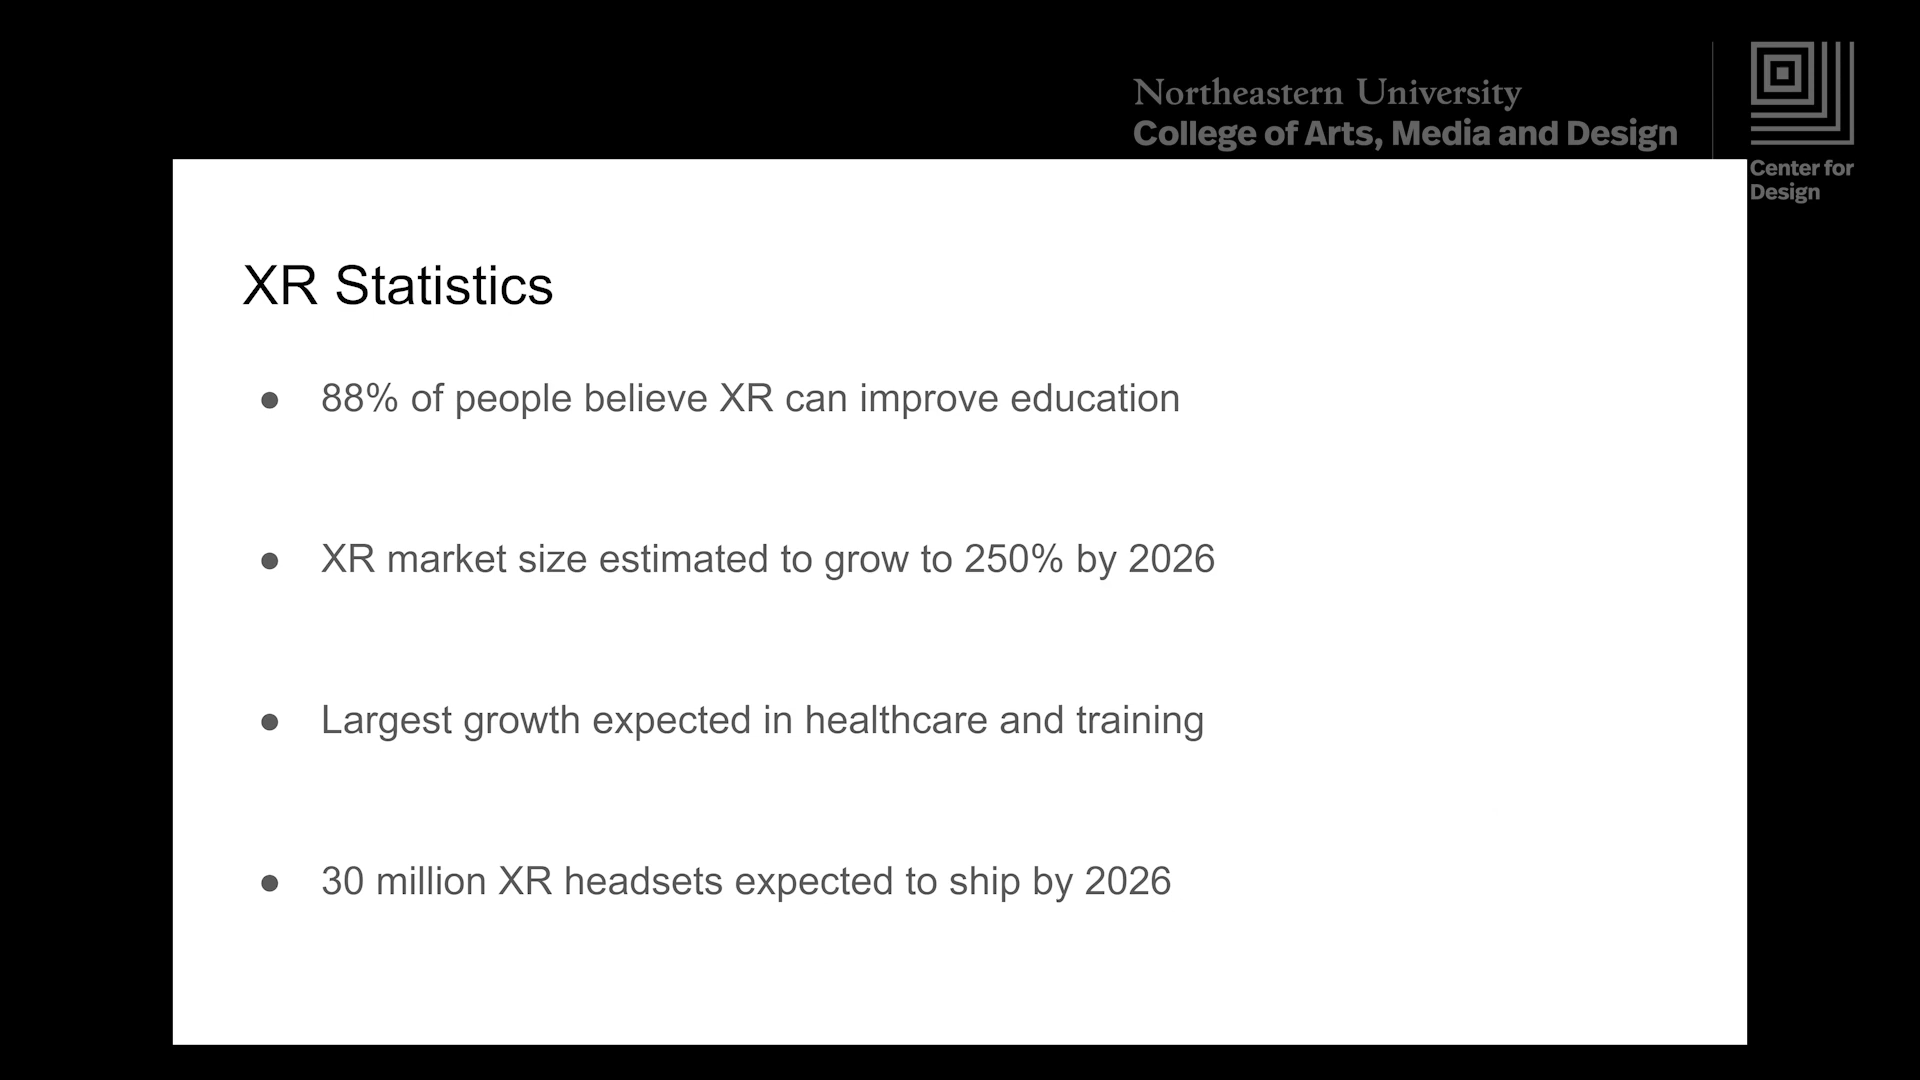 Northeastern University
College of Arts, Media and Design
Center for
Design
XR Statistics
● 88% of people believe XR can improve education
● XR market size estimated to grow to 250% by 2026
● Largest growth expected in healthcare and training
● 30 million XR headsets expected to ship by 2026